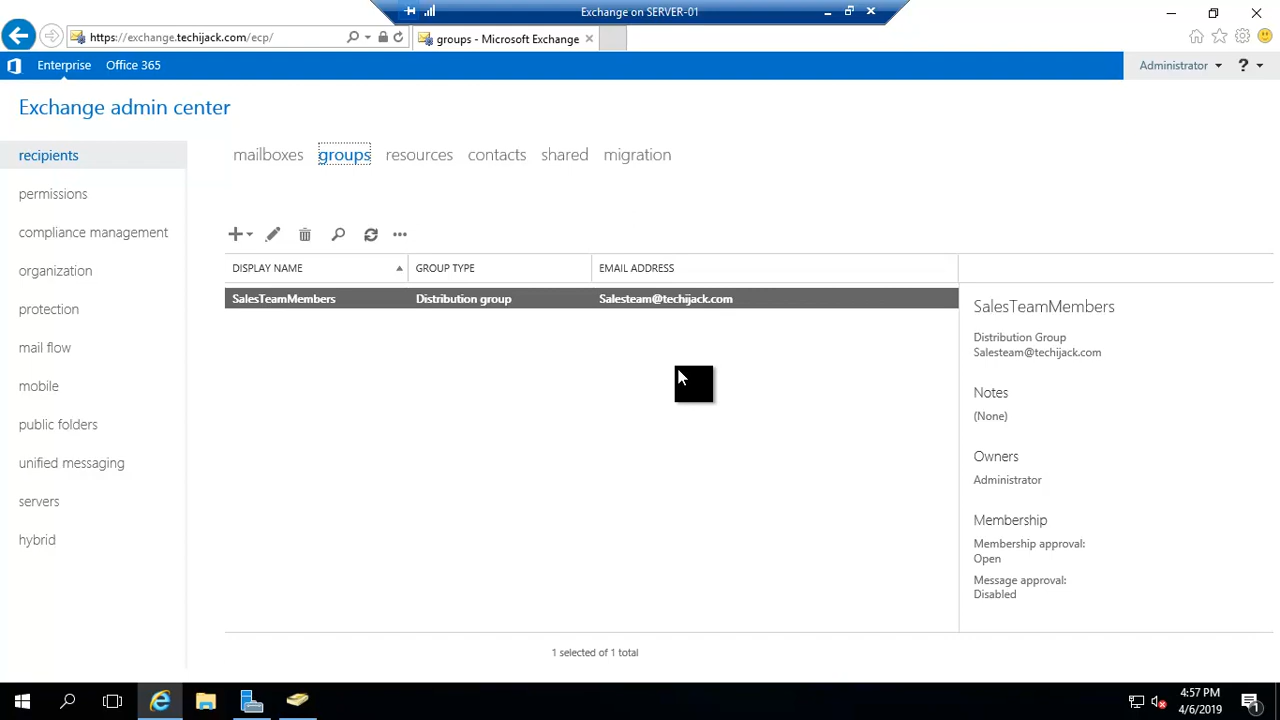 Exchange on SERVER-01
https://exchange.techijack.com/ecp/
groups - Microsoft Exchange
Enterprise
Office 365
Administrator
?
Exchange admin center
recipients
permissions
compliance management
organization
protection
mail flow
mobile
public folders
unified messaging
servers
hybrid
mailboxes
groups
resources
contacts
shared
migration
DISPLAY NAME
GROUP TYPE
EMAIL ADDRESS
SalesTeamMembers
Distribution group
Salesteam@techijack.com
SalesTeamMembers
Distribution Group
Salesteam@techijack.com
Notes
(None)
Owners
Administrator
Membership
Membership approval:
Open
Message approval:
Disabled
1 selected of 1 total
4:57 PM
4/6/2019
1